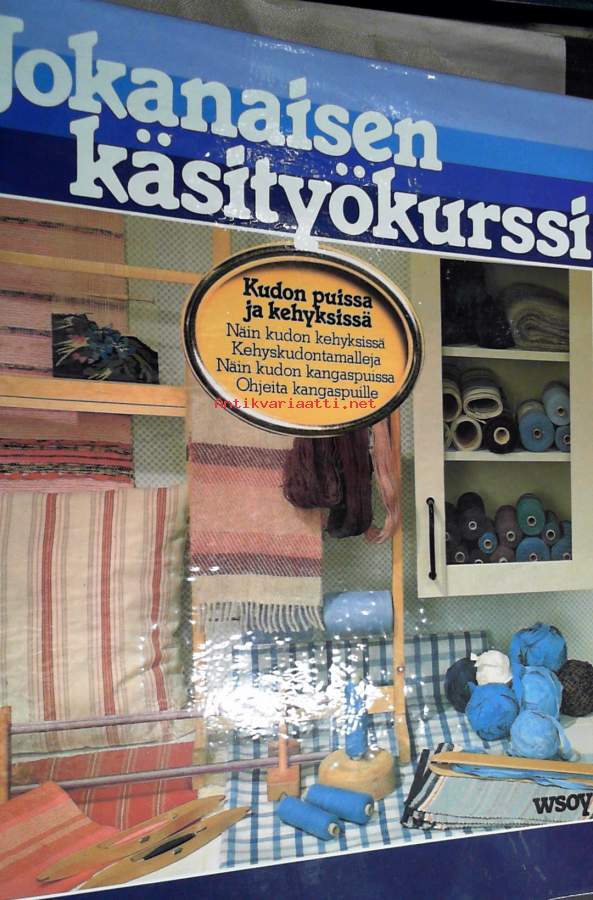 Jokanaisen
käsityökurssi
Kudon puissa
ja kehyksissä
Näin kudon kehyksissä
Kehyskudontamalleja
Näin kudon kangaspuissa
Ohjeita kangaspuille
Antikvariaatti.net
wsoy